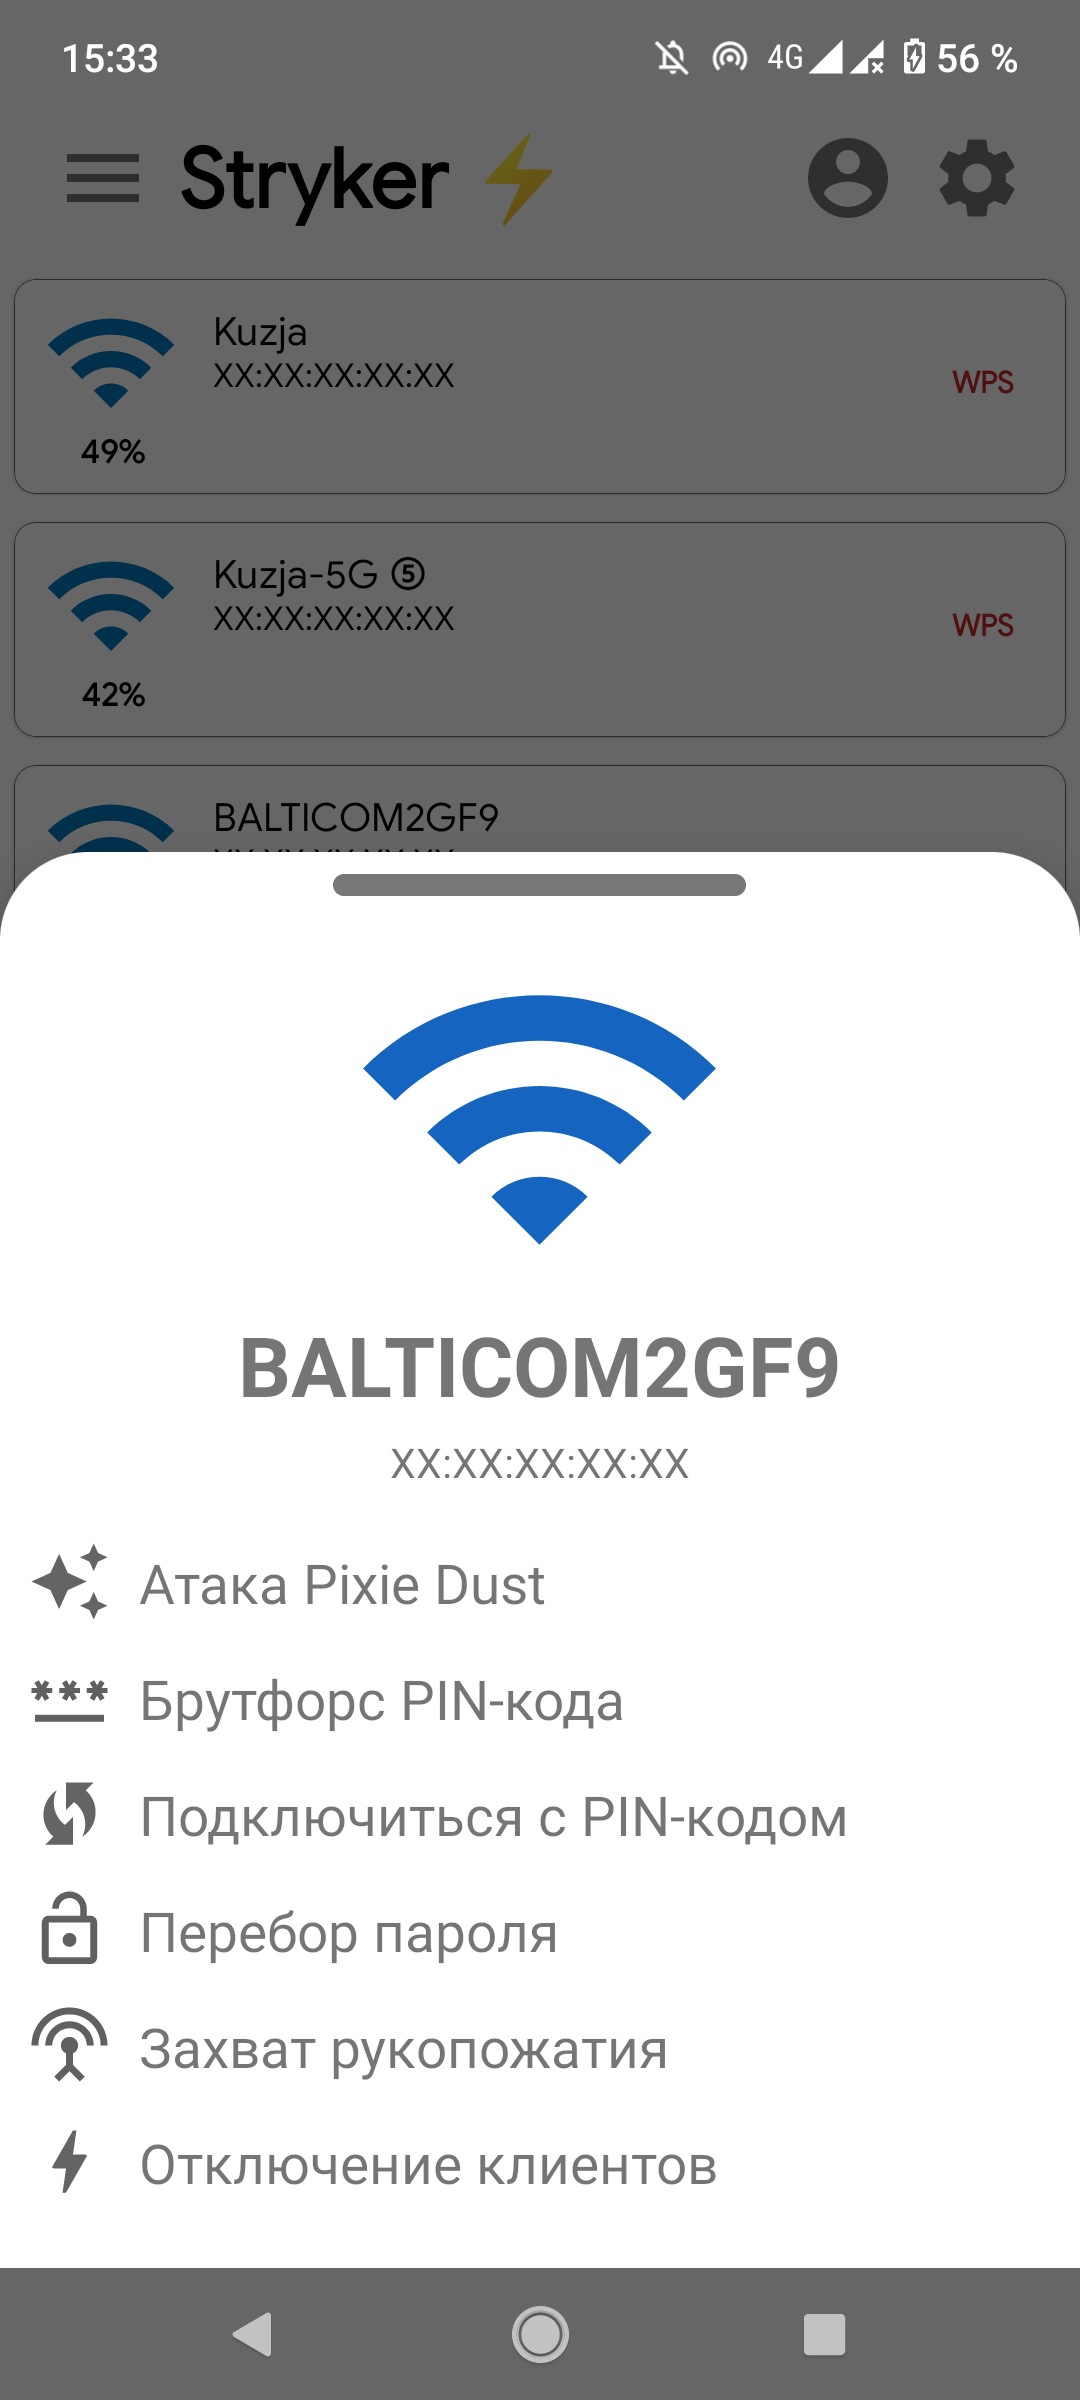 15:33
4G 56 %
Stryker
Kuzja
XX:XX:XX:XX:XX
WPS
49%
Kuzja-5G ⑤
XX:XX:XX:XX:XX
WPS
42%
BALTICOM2GF9
BALTICOM2GF9
XX:XX:XX:XX:XX
Атака Pixie Dust
Брутфорс PIN-кода
Подключиться с PIN-кодом
Перебор пароля
Захват рукопожатия
Отключение клиентов